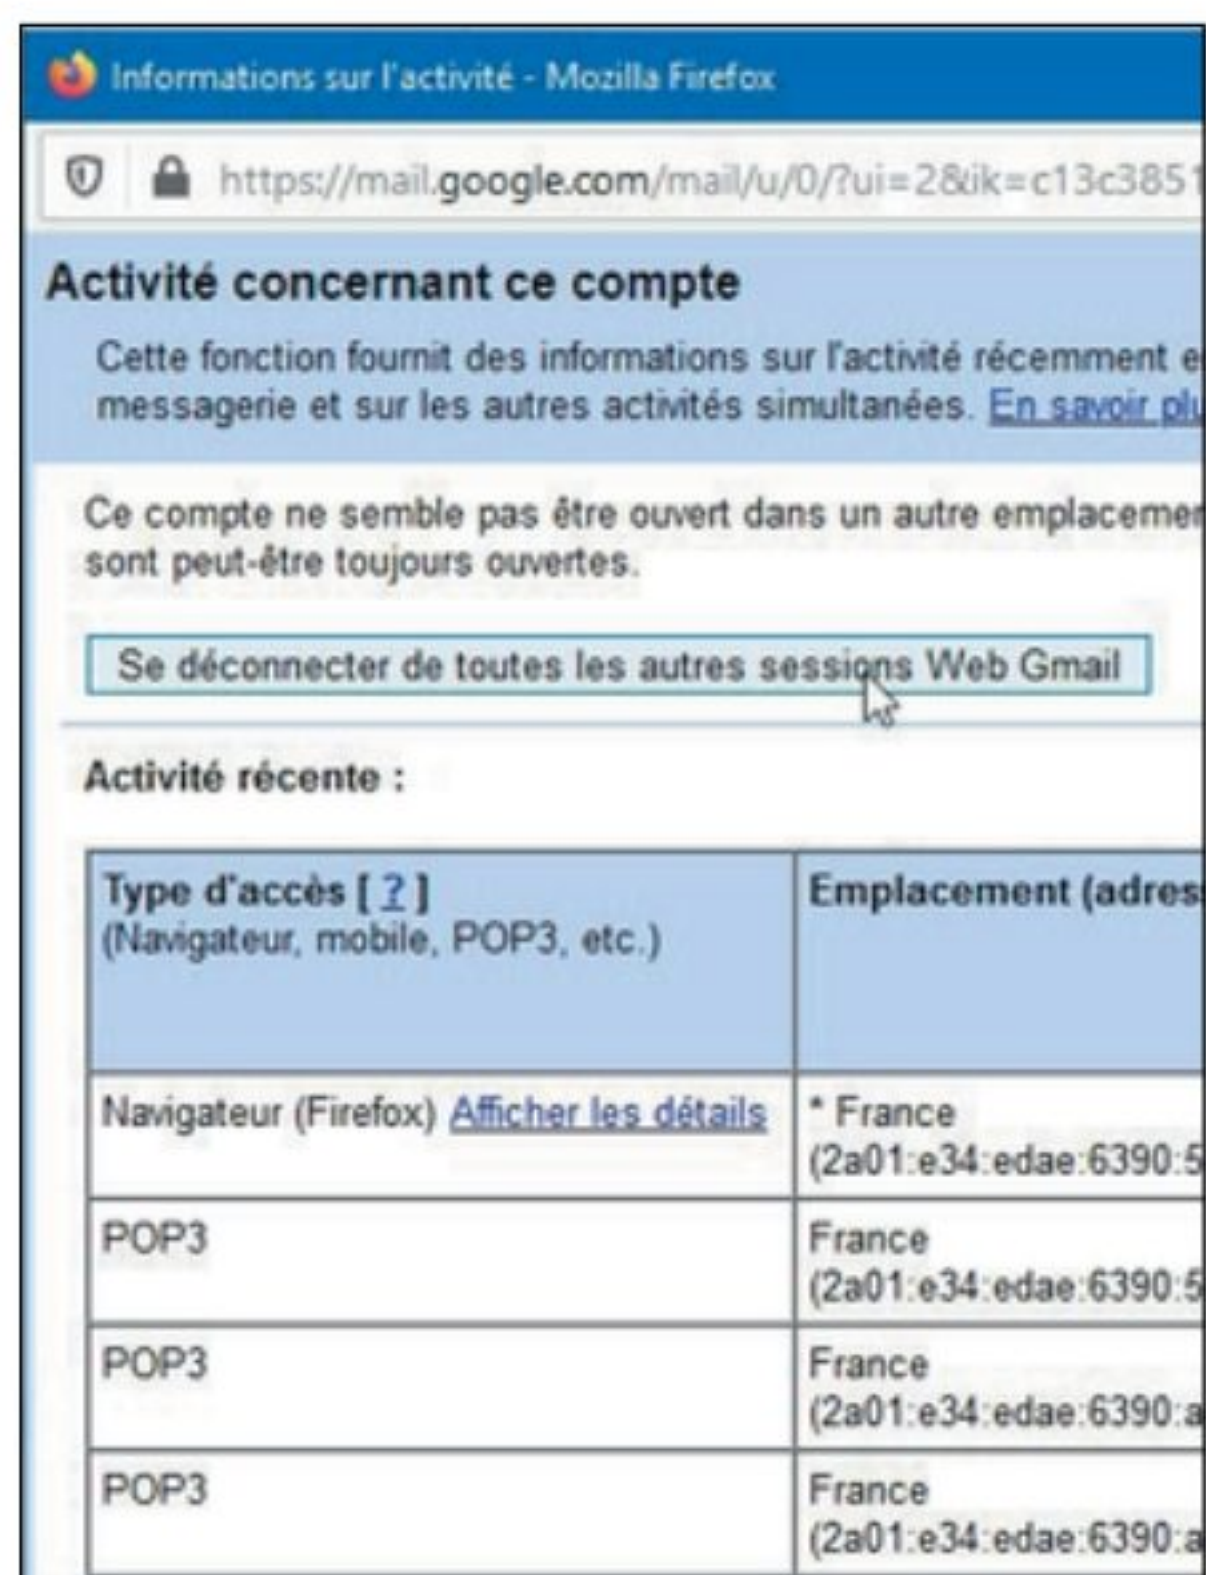 Informations sur l'activité - Mozilla Firefox
https://mail.google.com/mail/u/0/?ui=2&ik=c13c3851
Activité concernant ce compte
Cette fonction fournit des informations sur l'activité récemment e
messagerie et sur les autres activités simultanées. En savoir plu
Ce compte ne semble pas être ouvert dans un autre emplacemen
sont peut-être toujours ouvertes.
Se déconnecter de toutes les autres sessions Web Gmail
Activité récente :
Type d'accès [ ? ]
(Navigateur, mobile, POP3, etc.)
Emplacement (adres
Navigateur (Firefox) Afficher les détails
* France
(2a01:e34:edae:6390:5
POP3
France
(2a01:e34:edae:6390:5
POP3
France
(2a01:e34:edae:6390:a
POP3
France
(2a01:e34:edae:6390:a